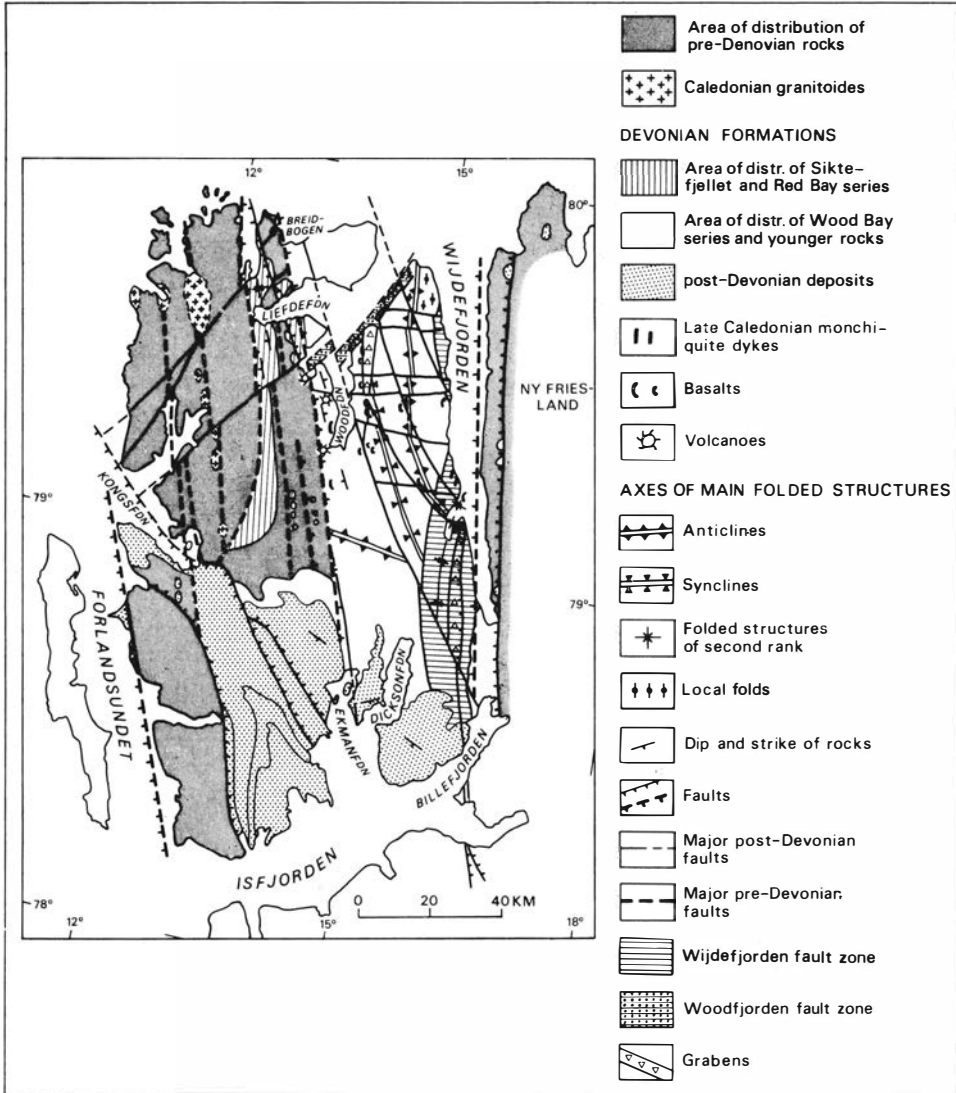 Area of distribution of
pre-Denovian rocks
Caledonian granitoides
DEVONIAN FORMATIONS
Area of distr. of Sikte-
fjellet and Red Bay series
Area of distr. of Wood Bay
series and younger rocks
post-Devonian deposits
Late Caledonian monchi-
quite dykes
Basalts
Volcanoes
AXES OF MAIN FOLDED STRUCTURES
Anticlines
Synclines
Folded structures
of second rank
Local folds
Dip and strike of rocks
Faults
Major post-Devonian
faults
Major pre-Devonian
faults
Wijdefjorden fault zone
Woodfjorden fault zone
Grabens
12°
15°
80°
BREID-
BOGEN
WIJDEFJORDEN
LIEFDEFDN
NY FRIES-
LAND
WOODFDN
79°
KONGSFDN
79°
FORLANDSUNDET
DICKSONFDN
EKMANFDN
BILLEFJORDEN
ISFJORDEN
78°
0 20 40 KM
12°
15°
18°